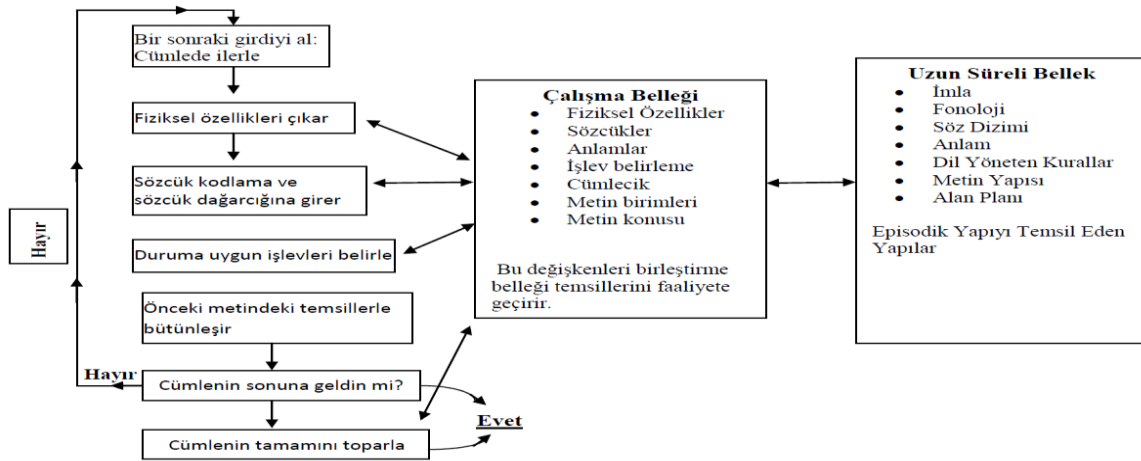 Bir sonraki girdiyi al:
Cümlede ilerle
Fiziksel özellikleri çıkar
Sözcük kodlama ve
sözcük dağarcığına girer
Duruma uygun işlevleri belirle
Önceki metindeki temsillerle
bütünleşir
Hayır
Hayır
Cümlenin sonuna geldin mi?
Evet
Cümlenin tamamını toparla
Çalışma Belleği
• Fiziksel Özellikler
• Sözcükler
• Anlamlar
• İşlev belirleme
• Cümlecik
• Metin birimleri
• Metin konusu
Bu değişkenleri birleştirme
belleği temsillerini faaliyete
geçirir.
Uzun Süreli Bellek
• İmla
• Fonoloji
• Söz Dizimi
• Anlam
• Dil Yöneten Kurallar
• Metin Yapısı
• Alan Planı
Episodik Yapıyı Temsil Eden
Yapılar